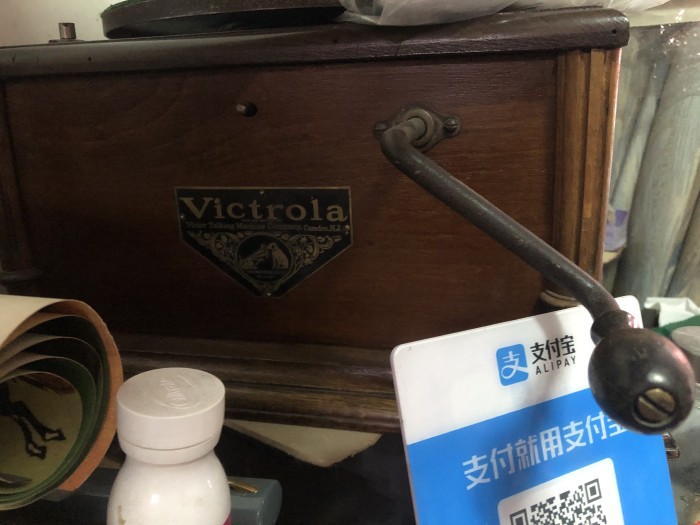 Victrola
Victor Talking Machine Company, Camden, N.J.
支付宝
ALIPAY
支付就用支付宝